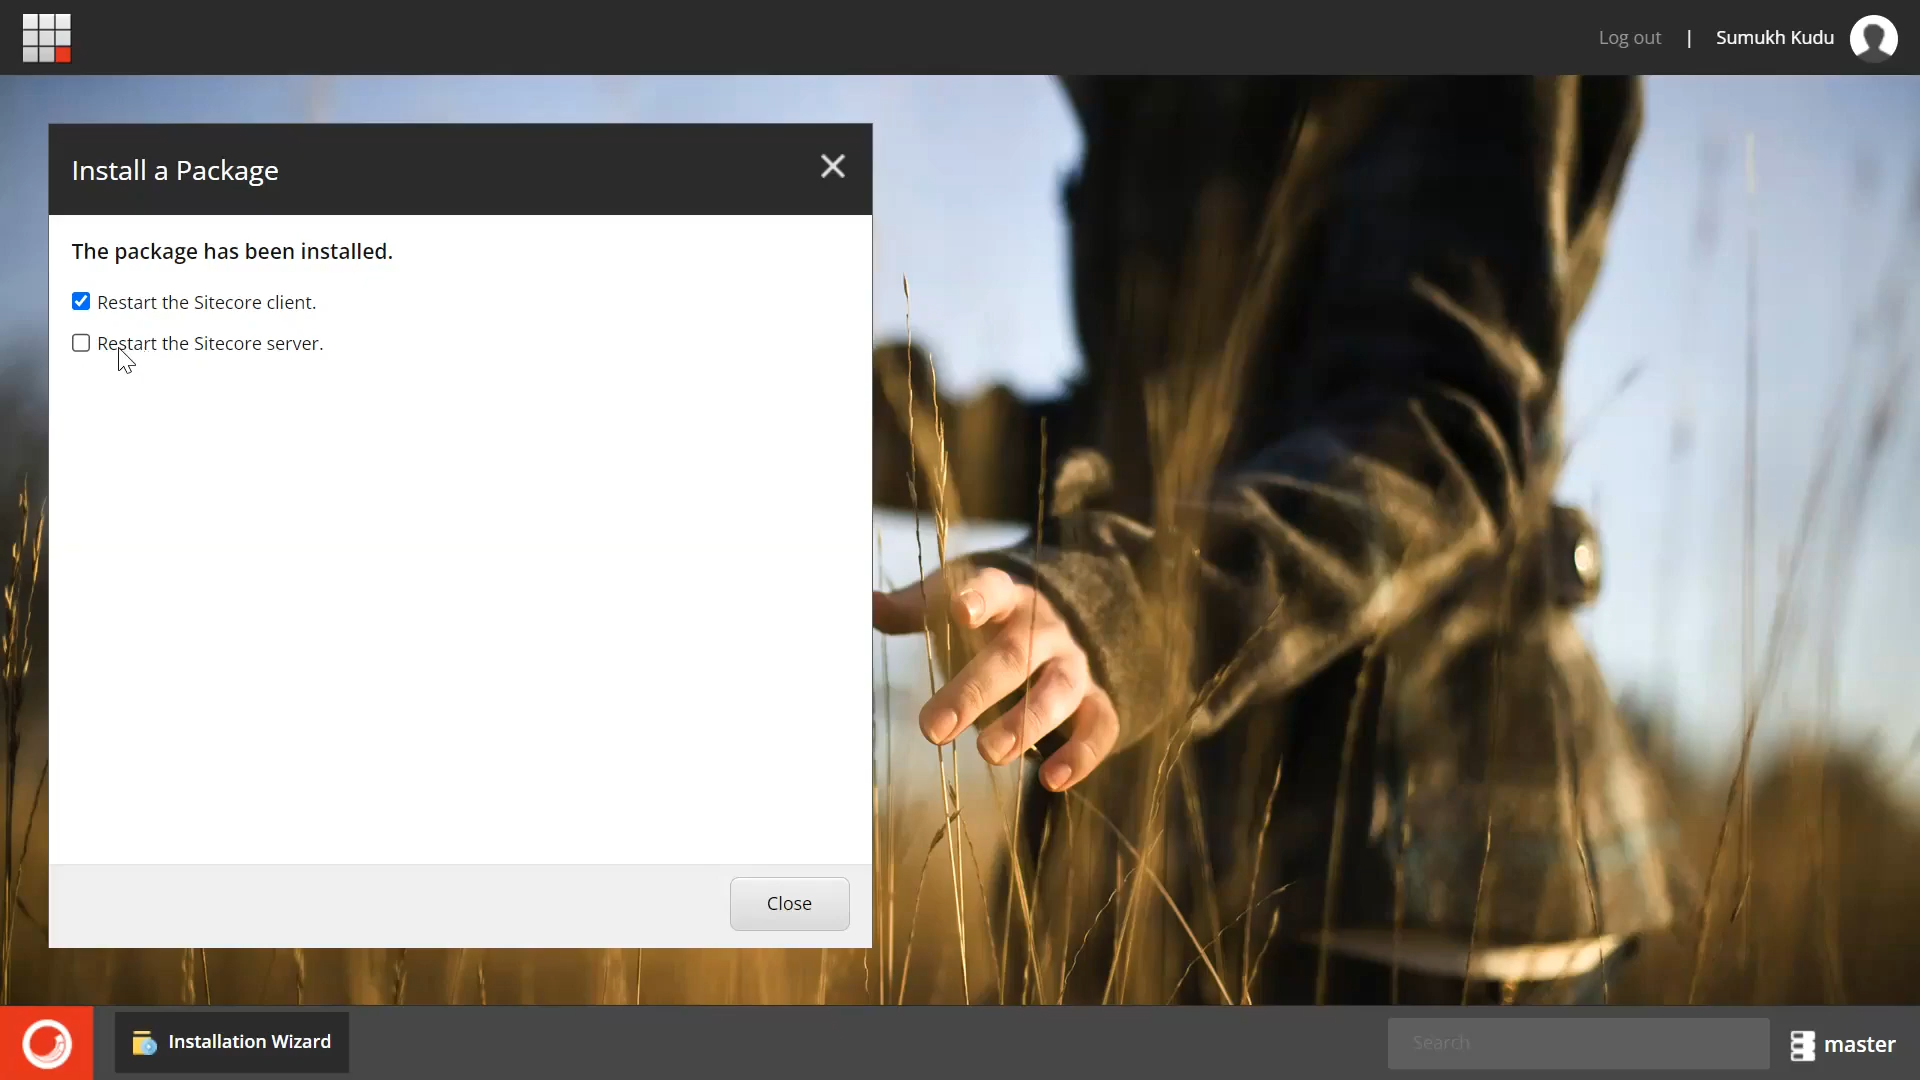 Log out | Sumukh Kudu
Install a Package
The package has been installed.
Restart the Sitecore client.
Restart the Sitecore server.
Close
Installation Wizard
Search
master